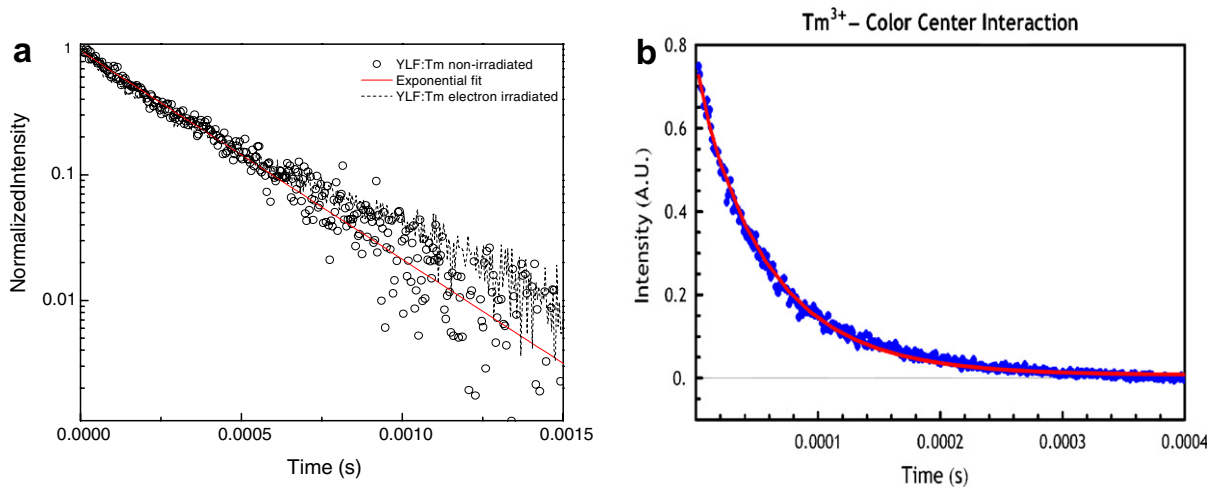 a
1
0.1
0.01
NormalizedIntensity
YLF:Tm non-irradiated
Exponential fit
YLF:Tm electron irradiated
0.0000
0.0005
0.0010
0.0015
Time (s)
b
Tm³⁺– Color Center Interaction
0.8
0.6
0.4
0.2
0.
Intensity (A.U.)
0.0001
0.0002
0.0003
0.0004
Time (s)